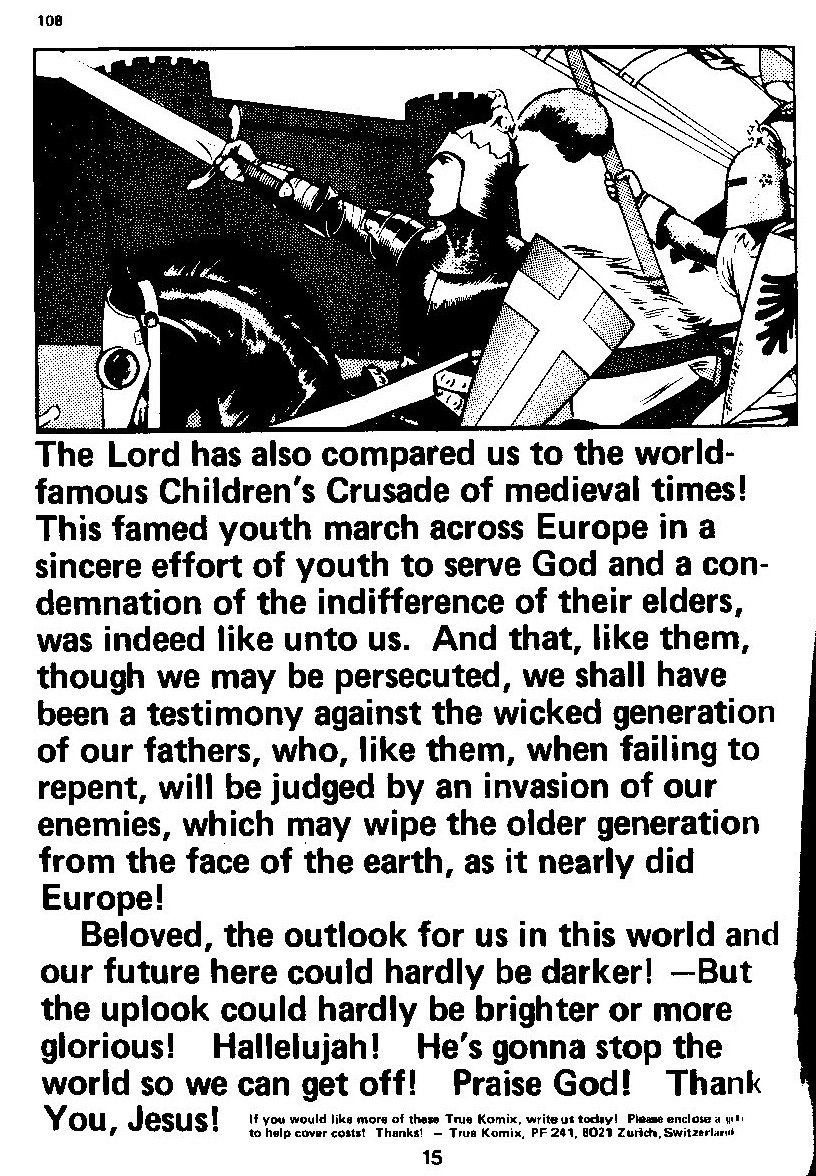 108
The Lord has also compared us to the world-
famous Children's Crusade of medieval times!
This famed youth march across Europe in a
sincere effort of youth to serve God and a con-
demnation of the indifference of their elders,
was indeed like unto us. And that, like them,
though we may be persecuted, we shall have
been a testimony against the wicked generation
of our fathers, who, like them, when failing to
repent, will be judged by an invasion of our
enemies, which may wipe the older generation
from the face of the earth, as it nearly did
Europe!
Beloved, the outlook for us in this world and
our future here could hardly be darker! —But
the uplook could hardly be brighter or more
glorious! Hallelujah! He's gonna stop the
world so we can get off! Praise God! Thank
You, Jesus! If you would like more of these True Komix, write us today! Please enclose a
to help cover costs! Thanks! — True Komix, PF 241, 8021 Zurich, Switzerland
15